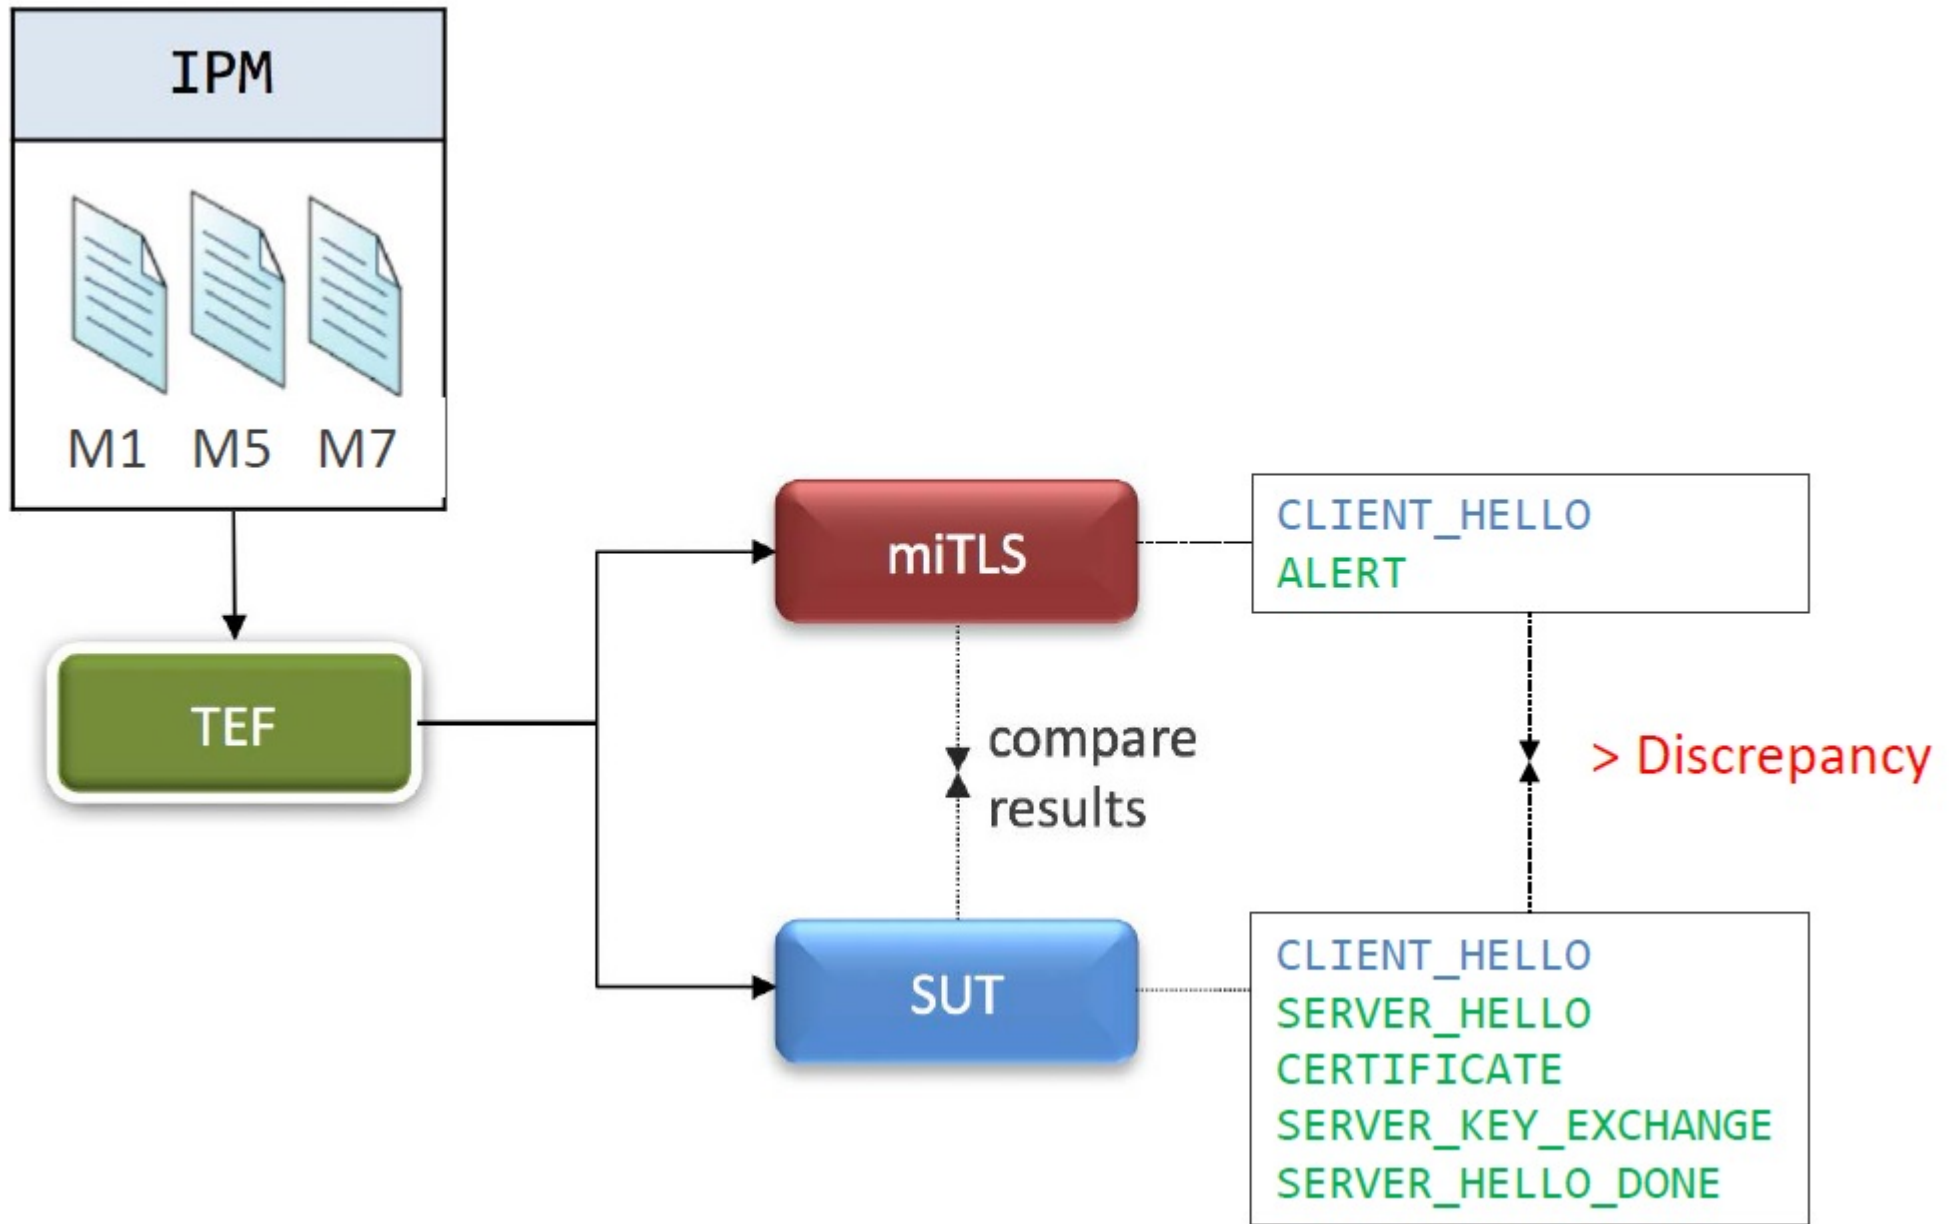 IPM
M1 M5 M7
TEF
miTLS
CLIENT_HELLO
ALERT
compare
results
> Discrepancy
SUT
CLIENT_HELLO
SERVER_HELLO
CERTIFICATE
SERVER_KEY_EXCHANGE
SERVER_HELLO_DONE